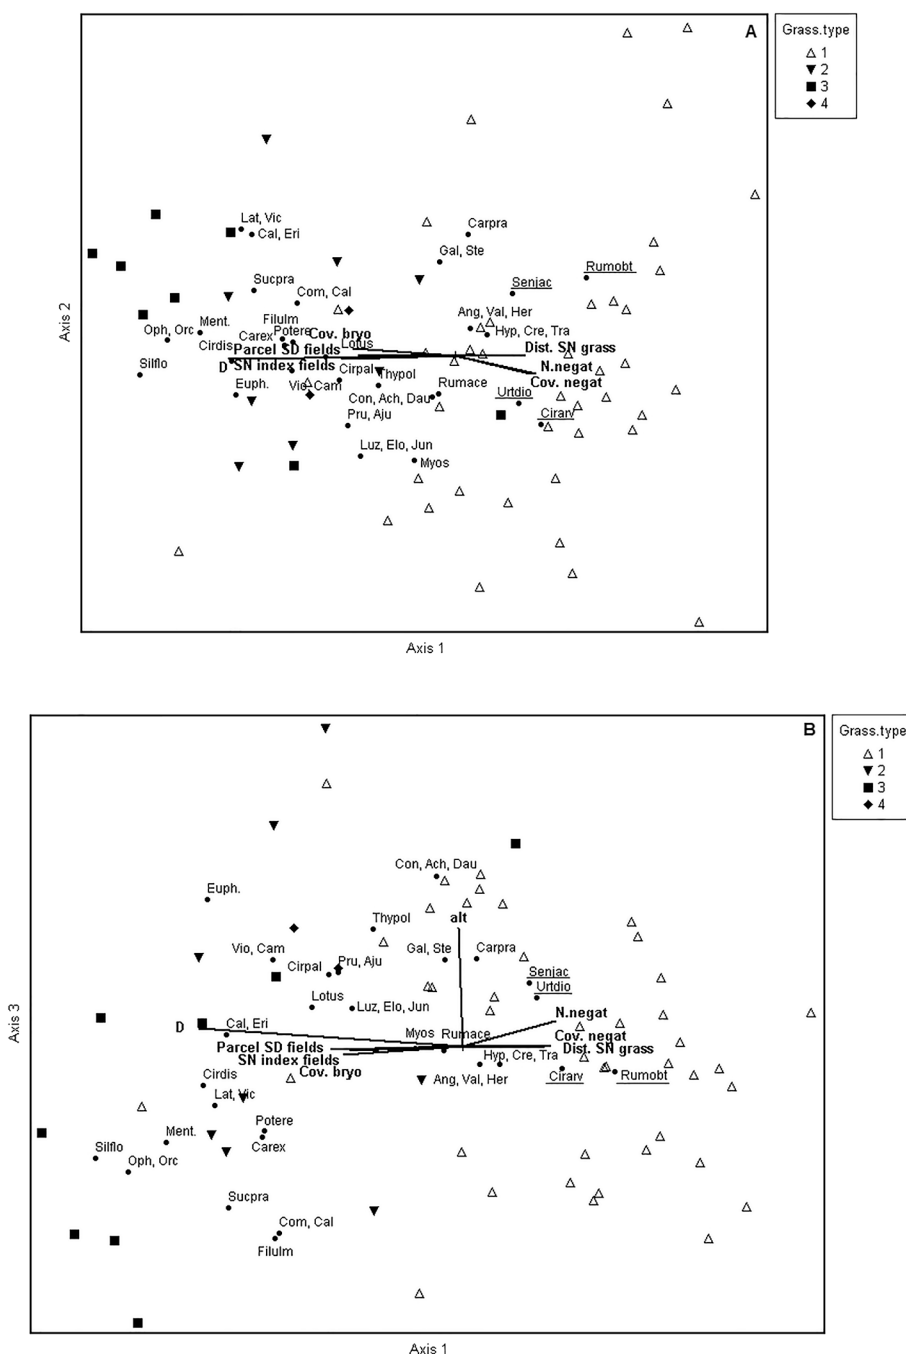 A
Grass.type
1
2
3
4
Lat, Vic
Cal, Eri
Carpra
Gal, Ste
Senjac
Rumobt
Sucpra
Com, Cal
Ang, Val, Her
Hyp, Cre, Tra
Oph, Orc
Ment.
Filulm
Carex
Potere
Cov. bryo
Lotus
Cirdis
Parcel SD fields
Dist. SN grass
Silflo
D
SN index fields
Cirpal
Thypol
N.negat
Cov. negat
Euph.
Vio, Cam
Con, Ach, Dau
Rumace
Urtdio
Pru, Aju
Cirarv
Luz, Elo, Jun
Myos
Axis 2
Axis 1
B
Grass.type
1
2
3
4
Con, Ach, Dau
Euph.
Thypol
alt
Vio, Cam
Cirpal
Pru, Aju
Gal, Ste
Carpra
Senjac
Urtdio
Lotus
Luz, Elo, Jun
N.negat
D
Cal, Eri
Myos
Rumace
Cov. negat
Parcel SD fields
Dist. SN grass
SN index fields
Hyp, Cre, Tra
Cov. bryo
Cirdis
Ang, Val, Her
Cirarv
Rumobt
Lat, Vic
Ment.
Potere
Carex
Silflo
Oph, Orc
Sucpra
Com, Cal
Filulm
Axis 3
Axis 1